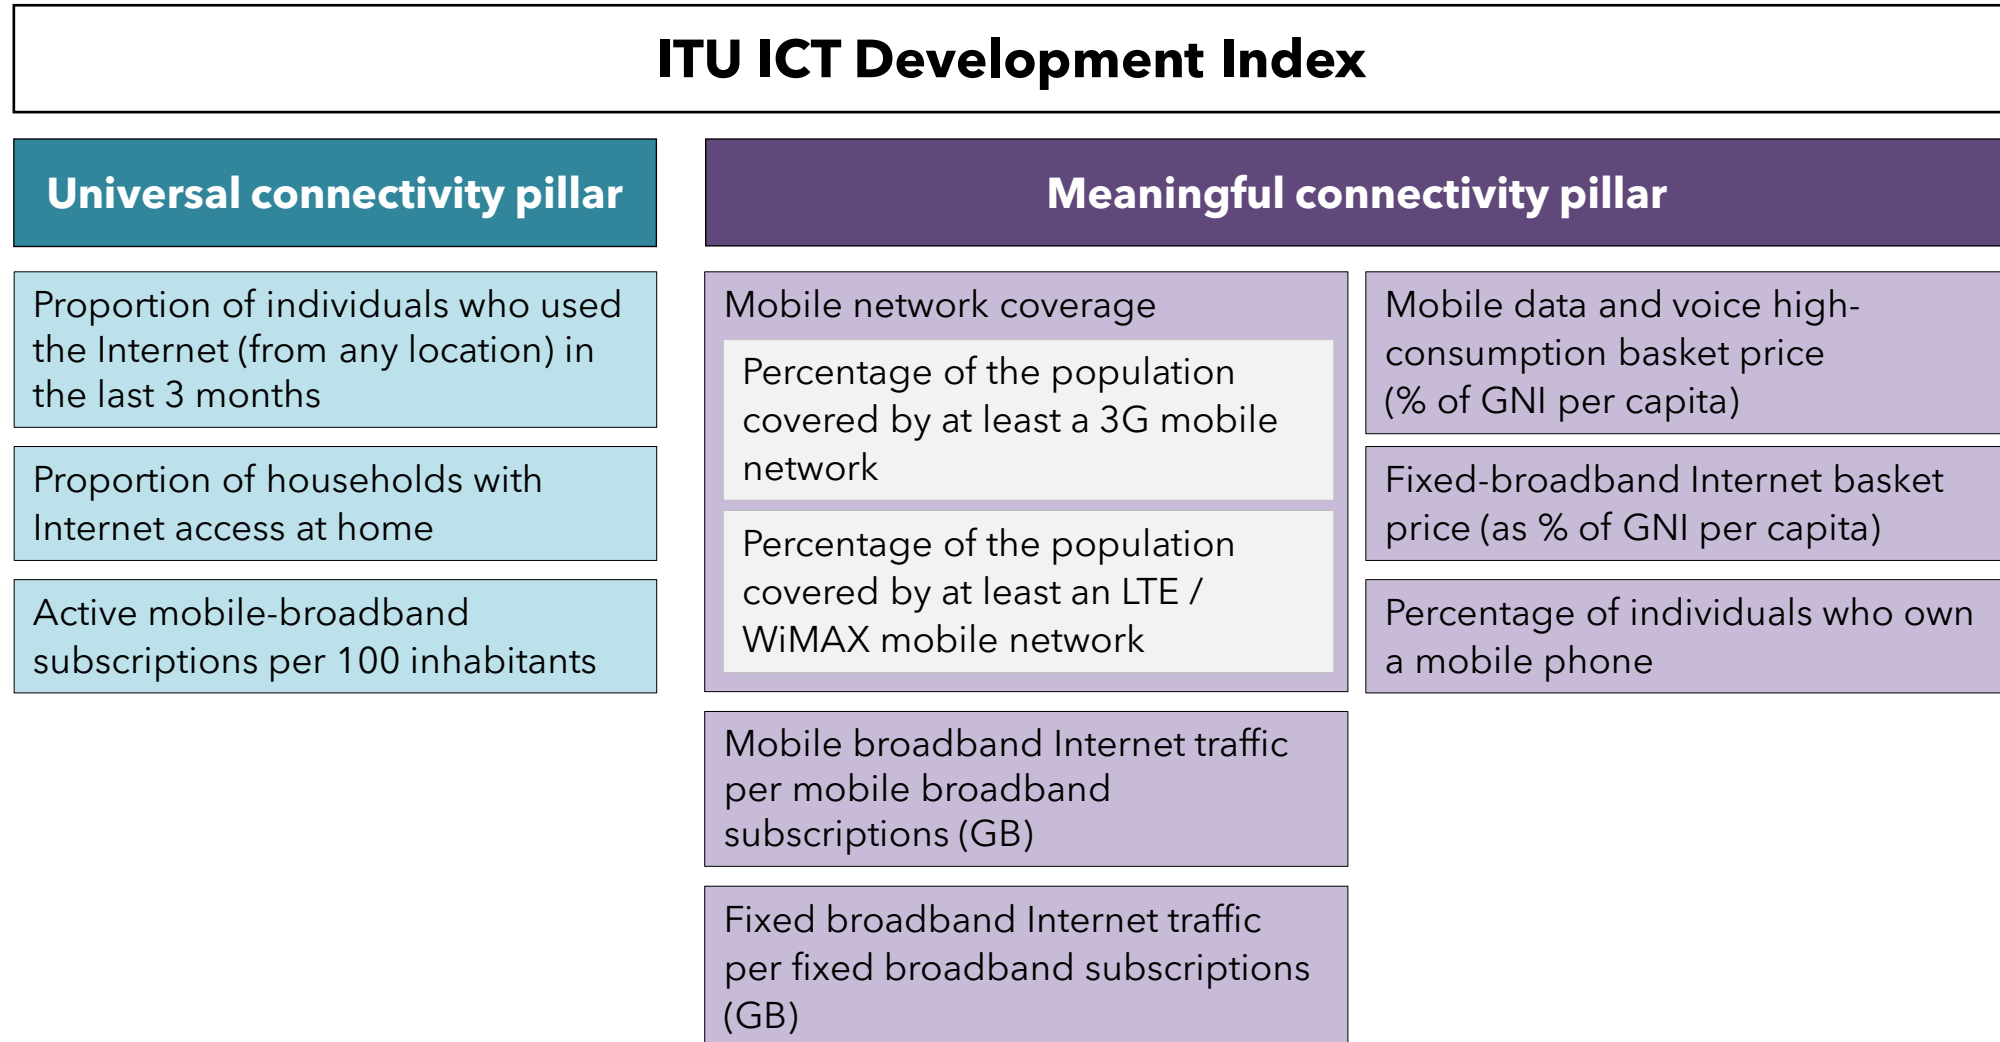 ITU ICT Development Index
Universal connectivity pillar
Proportion of individuals who used
the Internet (from any location) in
the last 3 months
Proportion of households with
Internet access at home
Active mobile-broadband
subscriptions per 100 inhabitants
Meaningful connectivity pillar
Mobile network coverage
Percentage of the population
covered by at least a 3G mobile
network
Percentage of the population
covered by at least an LTE /
WiMAX mobile network
Mobile broadband Internet traffic
per mobile broadband
subscriptions (GB)
Fixed broadband Internet traffic
per fixed broadband subscriptions
(GB)
Mobile data and voice high-
consumption basket price
(% of GNI per capita)
Fixed-broadband Internet basket
price (as % of GNI per capita)
Percentage of individuals who own
a mobile phone